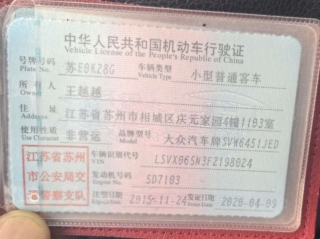 中华人民共和国机动车行驶证
Vehicle License of the People's Republic of China
号牌号码 苏E0KZ8G 车辆类型 小型普通客车
Plate No. Vehicle Type
所有人 王越越
Owner
住址 江苏省苏州市相城区庆元家园4幢1103室
Address
使用性质 非营运 品牌型号 大众汽车牌SVW6451JED
Use Character Model
江苏省苏州市公安局交通警察支队
车辆识别代号 LSVX065N3F2198024
VIN
发动机号码 SD7103
Engine No.
注册日期 2015-11-24 发证日期 2020-04-09